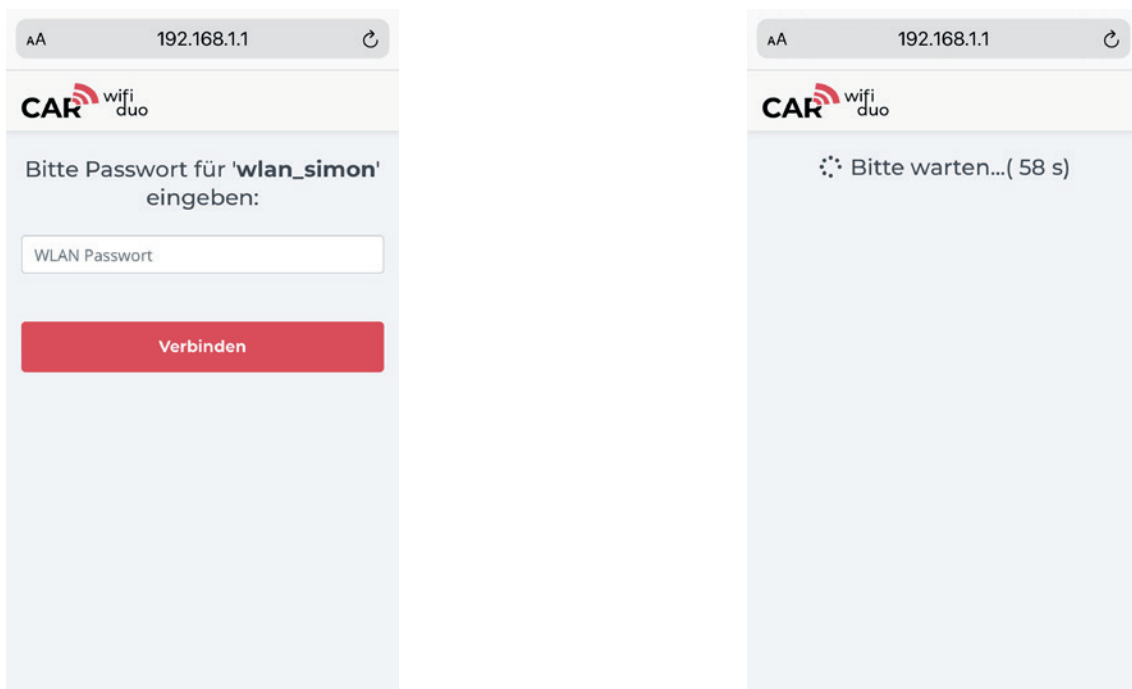 AA 192.168.1.1
CAR wifi duo
Bitte Passwort für 'wlan_simon'
eingeben:
WLAN Passwort
Verbinden
AA 192.168.1.1
CAR wifi duo
Bitte warten...( 58 s)